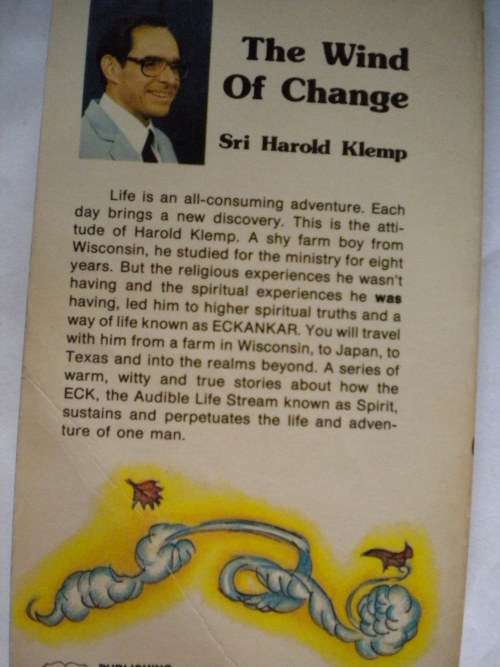 The Wind
Of Change
Sri Harold Klemp
Life is an all-consuming adventure. Each
day brings a new discovery. This is the atti-
tude of Harold Klemp. A shy farm boy from
Wisconsin, he studied for the ministry for eight
years. But the religious experiences he wasn't
having and the spiritual experiences he was
having, led him to higher spiritual truths and a
way of life known as ECKANKAR. You will travel
with him from a farm in Wisconsin, to Japan, to
Texas and into the realms beyond. A series of
warm, witty and true stories about how the
ECK, the Audible Life Stream known as Spirit,
sustains and perpetuates the life and adven-
ture of one man.
PUBLISHING